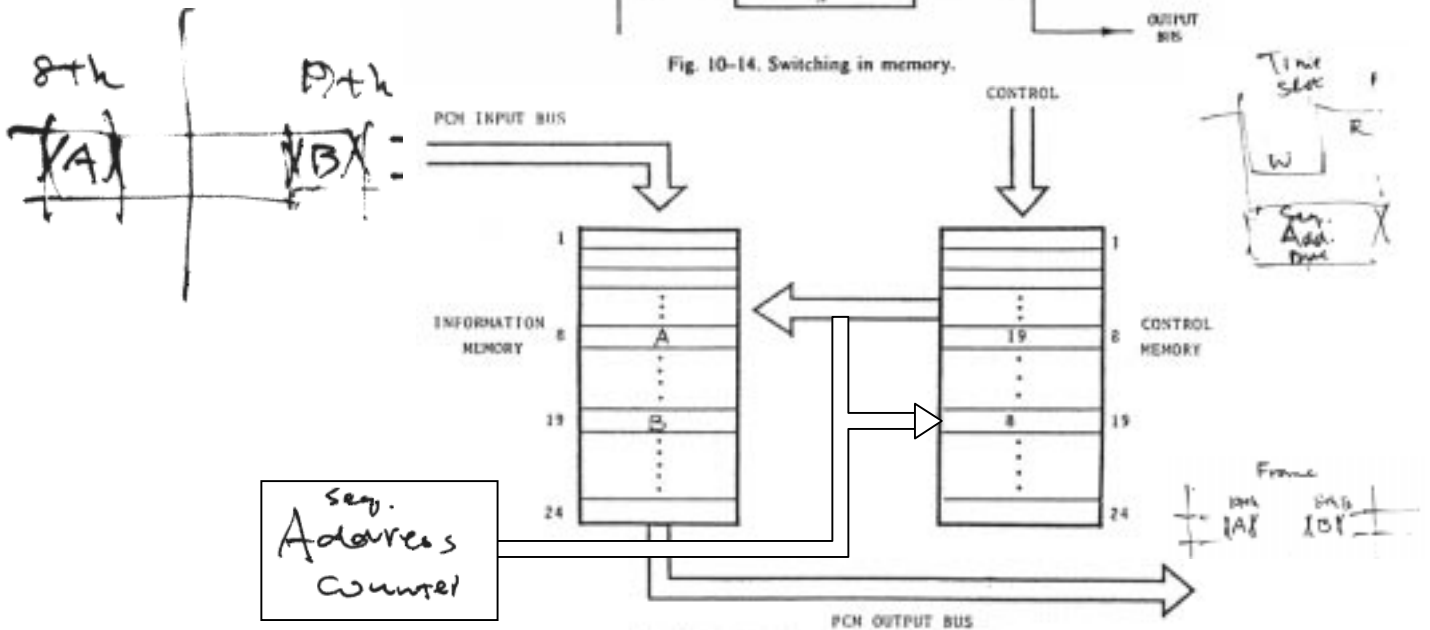 OUTPUT
BUS
Fig. 10–14. Switching in memory.
8th
19th
A
B
PCM INPUT BUS
CONTROL
Time
Slot
R
W
Seq.
Add.
1
1
INFORMATION
MEMORY
8
A
19
8
CONTROL
MEMORY
19
B
8
19
24
24
Seq.
Address
Counter
Frame
A
B
PCM OUTPUT BUS